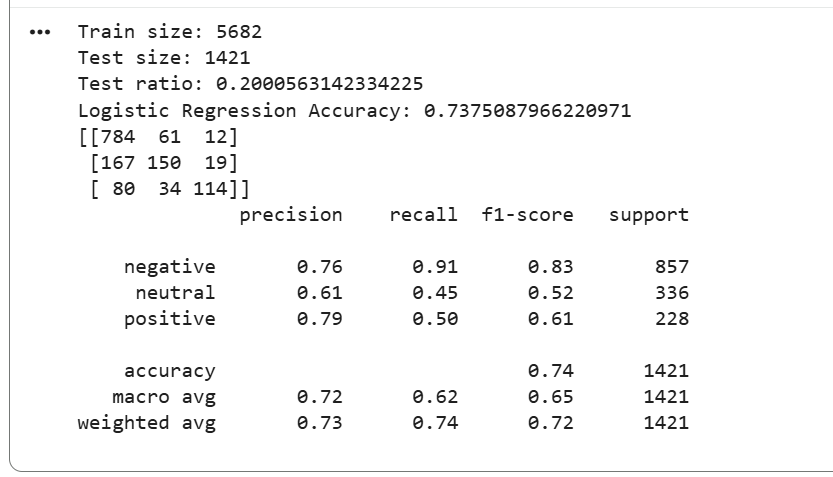 Train size: 5682
Test size: 1421
Test ratio: 0.2000563142334225
Logistic Regression Accuracy: 0.7375087966220971
[[784  61  12]
 [167 150  19]
 [ 80  34 114]]
              precision    recall  f1-score   support

    negative       0.76      0.91      0.83       857
     neutral       0.61      0.45      0.52       336
    positive       0.79      0.50      0.61       228

    accuracy                           0.74      1421
   macro avg       0.72      0.62      0.65      1421
weighted avg       0.73      0.74      0.72      1421